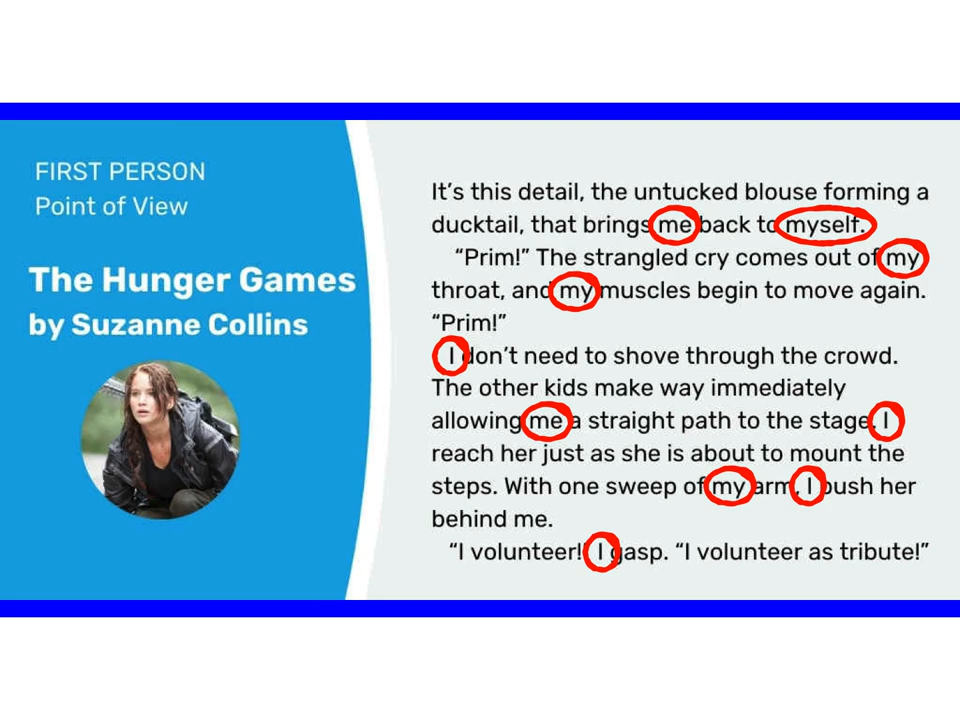 FIRST PERSON
Point of View
The Hunger Games
by Suzanne Collins
It's this detail, the untucked blouse forming a
ducktail, that brings me back to myself.
"Prim!" The strangled cry comes out of my
throat, and my muscles begin to move again.
"Prim!"
I don't need to shove through the crowd.
The other kids make way immediately
allowing me a straight path to the stage. I
reach her just as she is about to mount the
steps. With one sweep of my arm, I push her
behind me.
"I volunteer!" I gasp. "I volunteer as tribute!"